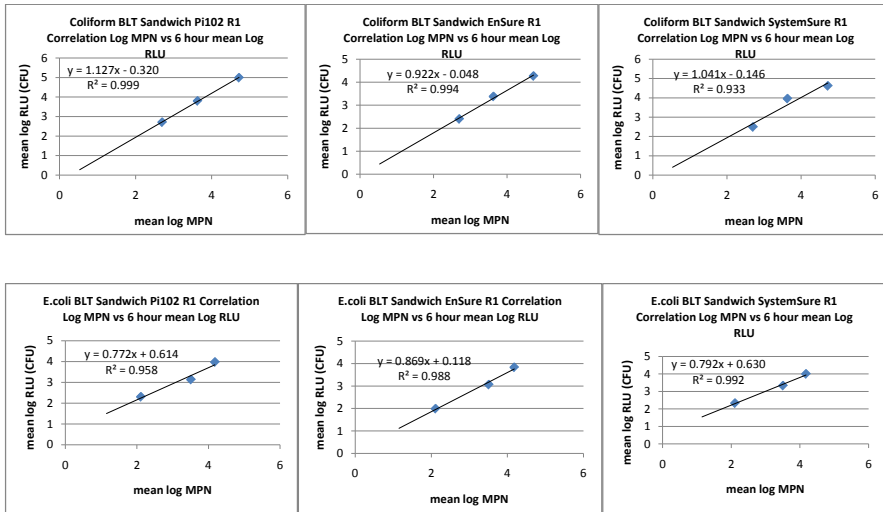 Coliform BLT Sandwich Pi102 R1
Correlation Log MPN vs 6 hour mean Log
RLU
y = 1.127x - 0.320
R² = 0.999
mean log RLU (CFU)
6
5
4
3
2
1
0
0 2 4 6
mean log MPN
Coliform BLT Sandwich EnSure R1
Correlation Log MPN vs 6 hour mean Log
RLU
y = 0.922x - 0.048
R² = 0.994
mean log RLU (CFU)
5
4
3
2
1
0
0 2 4 6
mean log MPN
Coliform BLT Sandwich SystemSure R1
Correlation Log MPN vs 6 hour mean Log
RLU
y = 1.041x - 0.146
R² = 0.933
mean log RLU (CFU)
6
5
4
3
2
1
0
0 2 4 6
mean log MPN
E.coli BLT Sandwich Pi102 R1 Correlation
Log MPN vs 6 hour mean Log RLU
y = 0.772x + 0.614
R² = 0.958
mean log RLU (CFU)
5
4
3
2
1
0
0 2 4 6
mean log MPN
E.coli BLT Sandwich EnSure R1 Correlation
Log MPN vs 6 hour mean Log RLU
y = 0.869x + 0.118
R² = 0.988
mean log RLU (CFU)
5
4
3
2
1
0
0 2 4 6
mean log MPN
E.coli BLT Sandwich SystemSure R1
Correlation Log MPN vs 6 hour mean Log
RLU
y = 0.792x + 0.630
R² = 0.992
mean log RLU (CFU)
5
4
3
2
1
0
0 2 4 6
mean log MPN